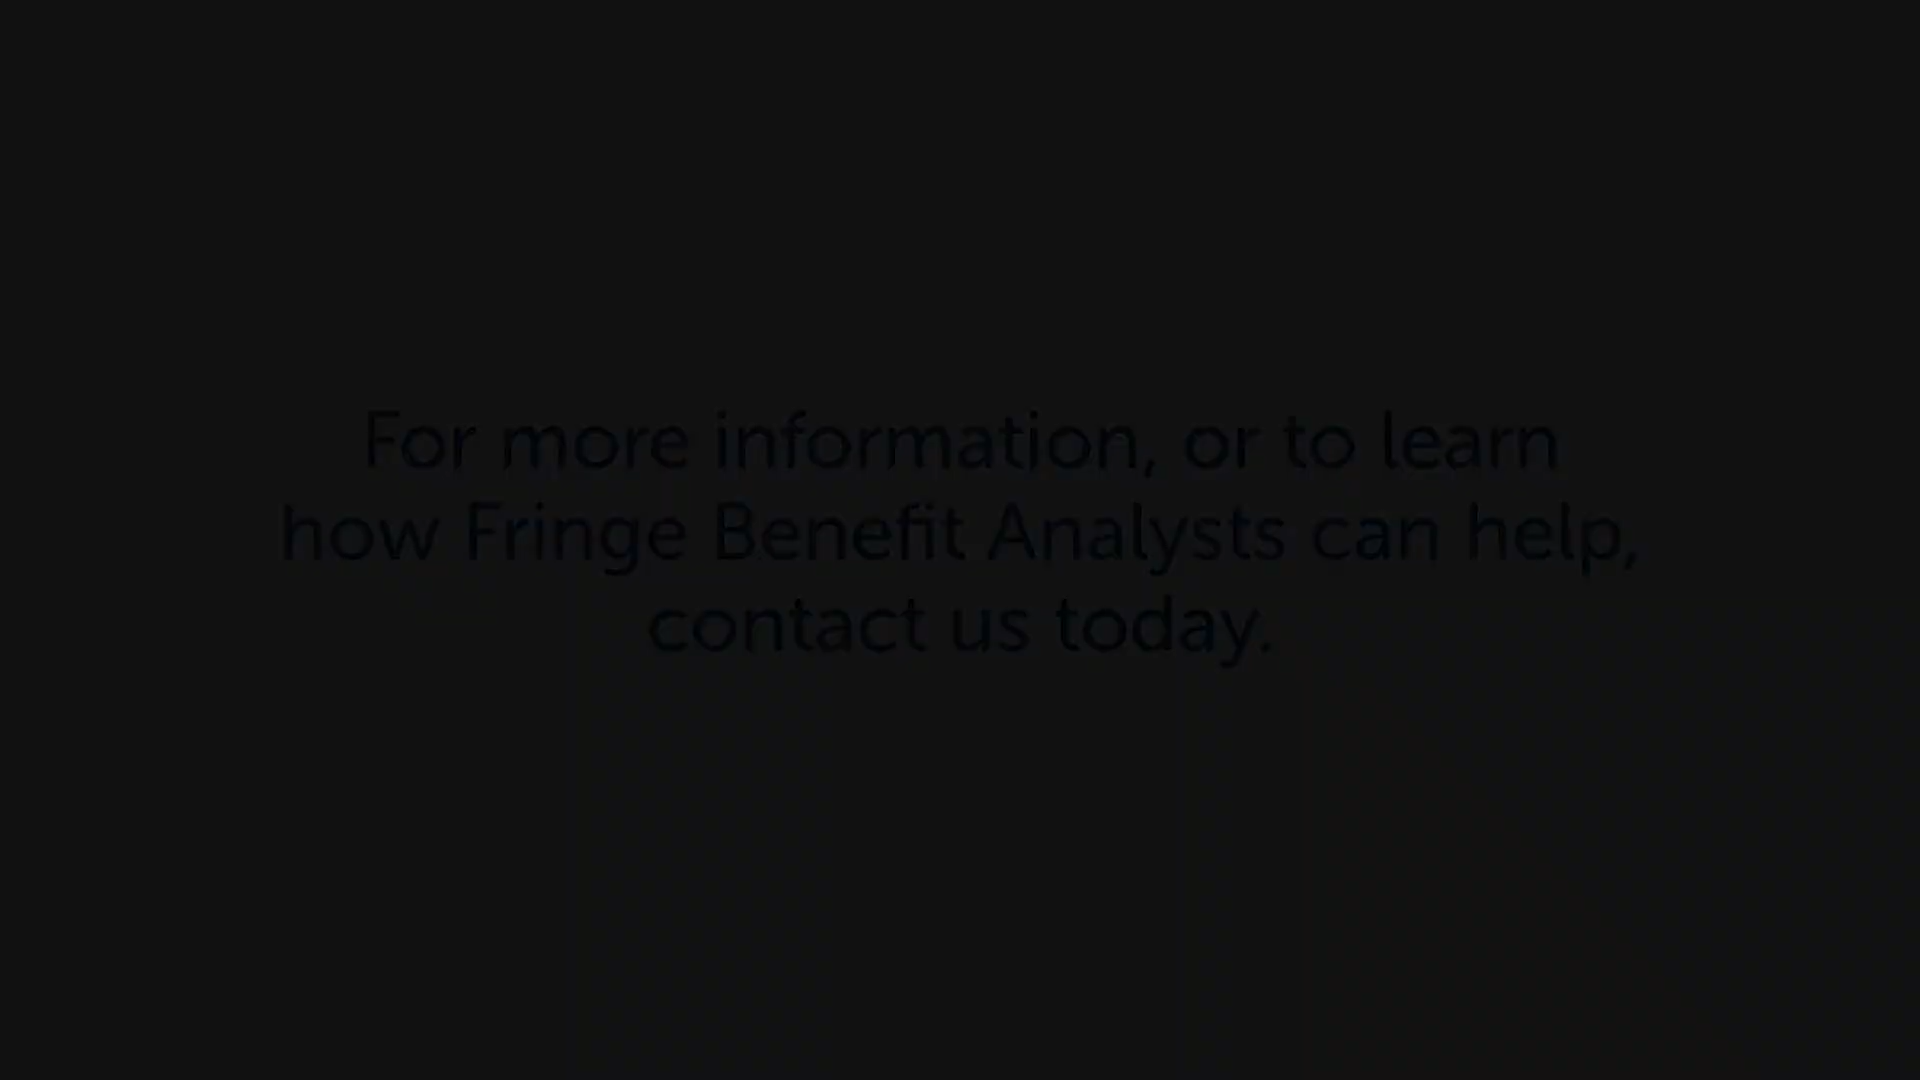 For more information, or to learn
how Fringe Benefit Analysts can help,
contact us today.